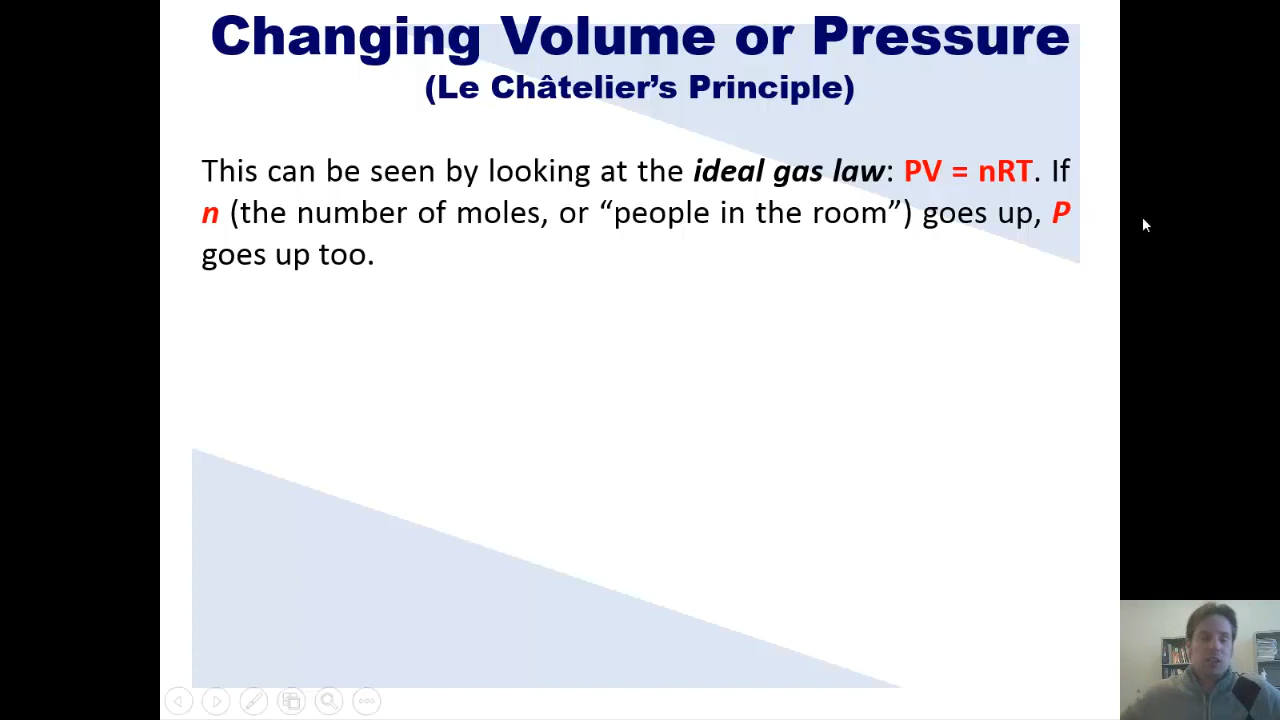 Changing Volume or Pressure
(Le Châtelier’s Principle)
This can be seen by looking at the ideal gas law: PV = nRT. If
n (the number of moles, or “people in the room”) goes up, P
goes up too.